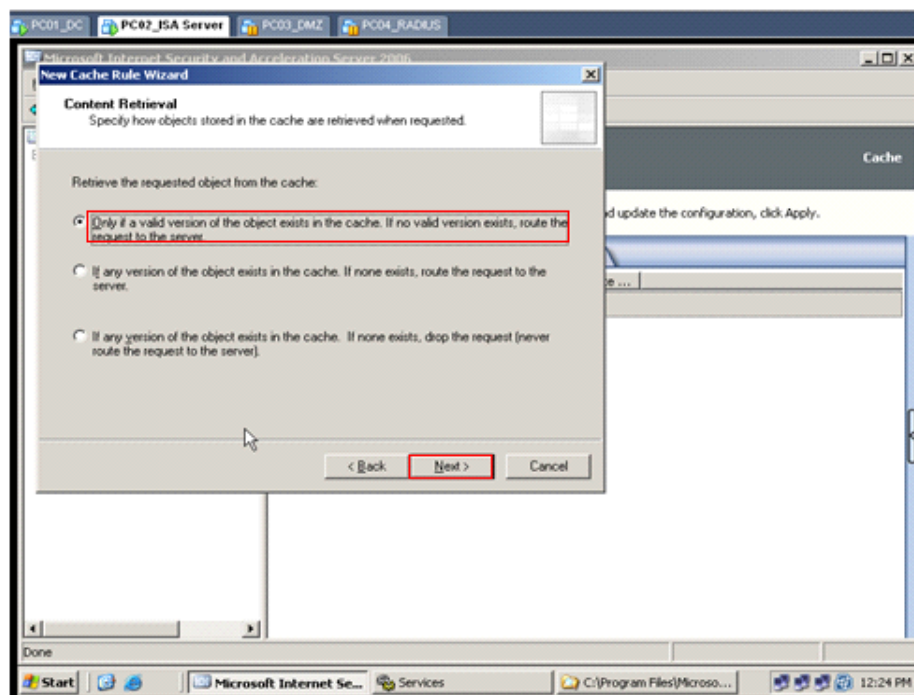 PC01_DC
PC02_ISA Server
PC03_DMZ
PC04_RADIUS
Microsoft Internet Security and Acceleration Server 2006
New Cache Rule Wizard
Content Retrieval
Specify how objects stored in the cache are retrieved when requested.
Cache
Retrieve the requested object from the cache:
d update the configuration, click Apply.
Only if a valid version of the object exists in the cache. If no valid version exists, route the
request to the server.
If any version of the object exists in the cache. If none exists, route the request to the
server.
e ...
If any version of the object exists in the cache. If none exists, drop the request (never
route the request to the server).
< Back
Next >
Cancel
Done
Start
Microsoft Internet Se...
Services
C:\Program Files\Microso...
12:24 PM